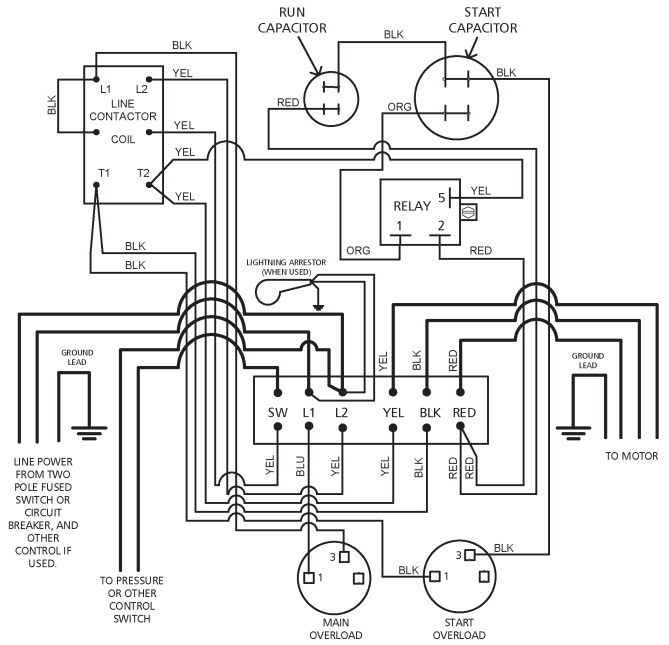 RUN
CAPACITOR
START
CAPACITOR
BLK
BLK
BLK
YEL
L1
L2
LINE
CONTACTOR
BLK
RED
ORG
YEL
COIL
YEL
T1
T2
YEL
5
YEL
RELAY
1
2
BLK
ORG
RED
BLK
LIGHTNING ARRESTOR
(WHEN USED)
GROUND
LEAD
YEL
BLK
RED
GROUND
LEAD
SW
L1
L2
YEL
BLK
RED
YEL
BLU
YEL
YEL
BLK
RED
RED
TO MOTOR
LINE POWER
FROM TWO
POLE FUSED
SWITCH OR
CIRCUIT
BREAKER, AND
OTHER
CONTROL IF
USED.
TO PRESSURE
OR OTHER
CONTROL
SWITCH
3
1
MAIN
OVERLOAD
BLK
3
BLK
1
START
OVERLOAD